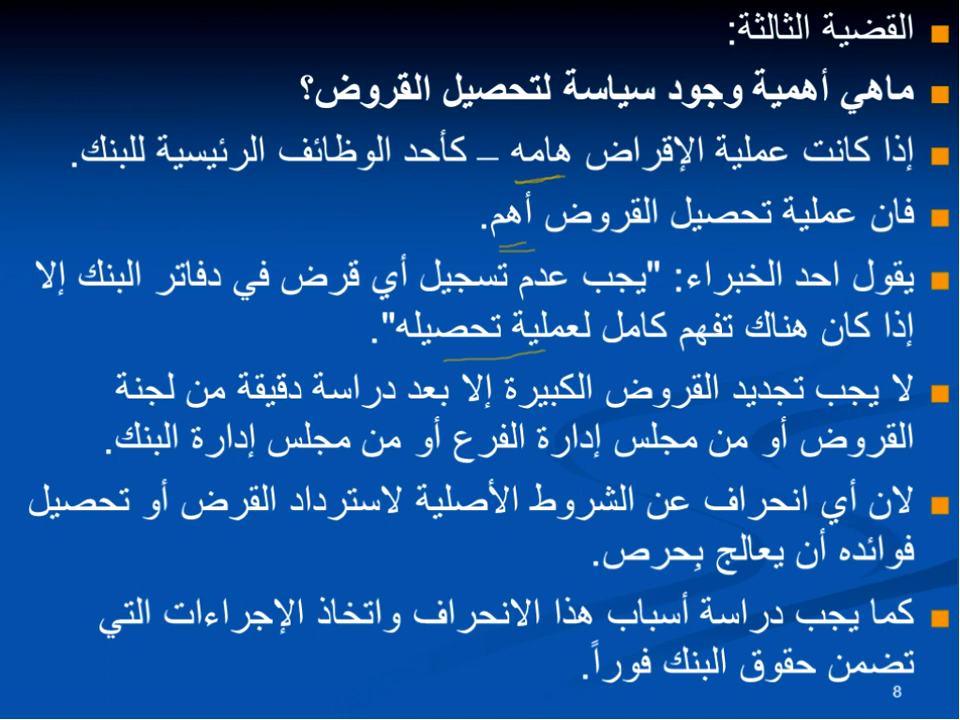 القضية الثالثة:
ماهي أهمية وجود سياسة لتحصيل القروض؟
إذا كانت عملية الإقراض هامه – كأحد الوظائف الرئيسية للبنك.
فان عملية تحصيل القروض أهم.
يقول احد الخبراء: "يجب عدم تسجيل أي قرض في دفاتر البنك إلا
إذا كان هناك تفهم كامل لعملية تحصيله".
لا يجب تجديد القروض الكبيرة إلا بعد دراسة دقيقة من لجنة
القروض أو من مجلس إدارة الفرع أو من مجلس إدارة البنك.
لان أي انحراف عن الشروط الأصلية لاسترداد القرض أو تحصيل
فوائده أن يعالج بِحرص.
كما يجب دراسة أسباب هذا الانحراف واتخاذ الإجراءات التي
تضمن حقوق البنك فوراً.
8